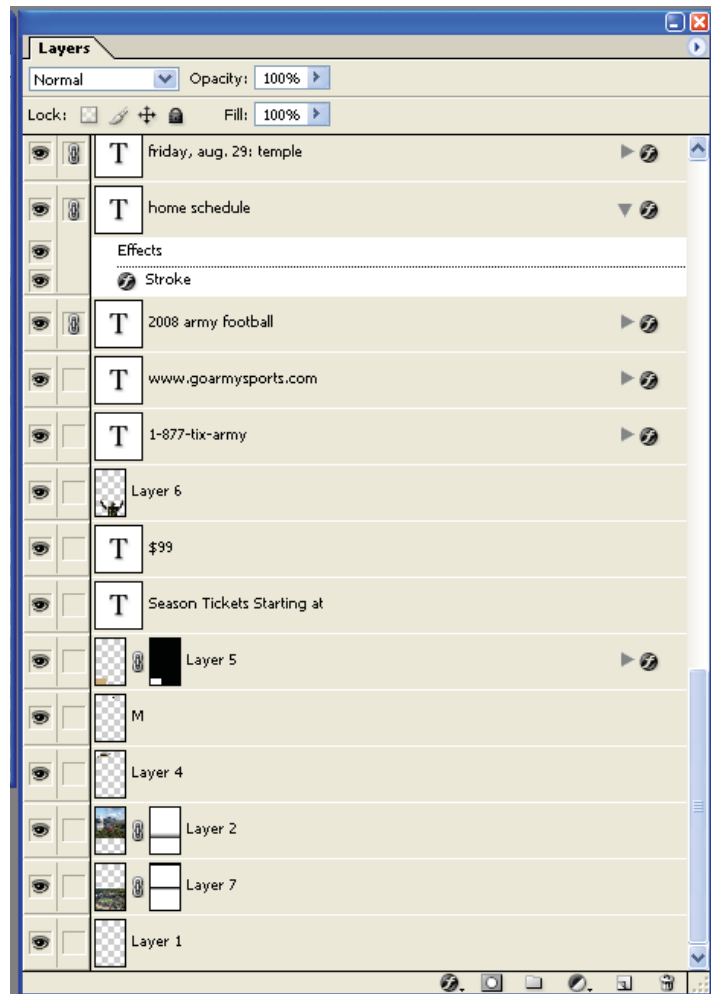 Layers
Normal Opacity: 100%
Lock: Fill: 100%
T friday, aug. 29: temple
T home schedule
Effects
Stroke
T 2008 army football
T www.goarmysports.com
T 1-877-tix-army
Layer 6
T $99
T Season Tickets Starting at
Layer 5
M
Layer 4
Layer 2
Layer 7
Layer 1